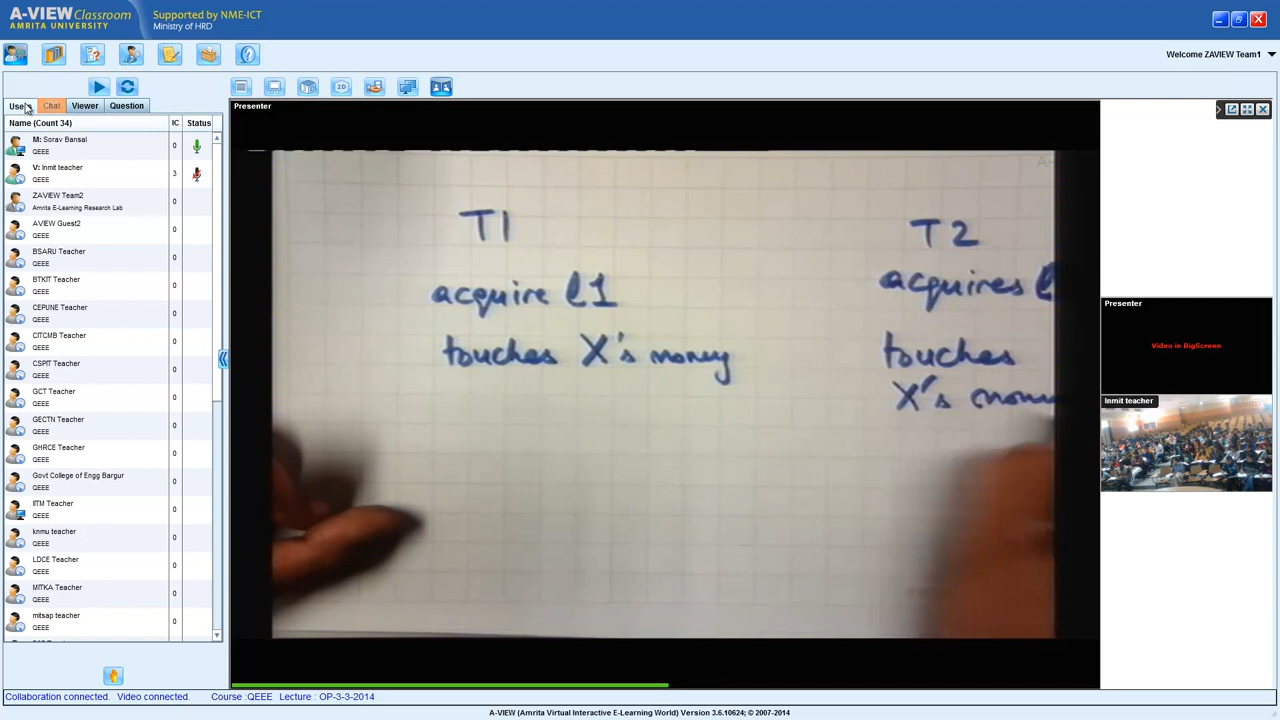 A-VIEW Classroom
AMRITA UNIVERSITY
Supported by NME-ICT
Ministry of HRD
Welcome ZAVIEW Team1
Chat
Viewer
Question
Name (Count 34)
IC
Status
M: Sorav Bansal
QEEE
0
V: Inmit teacher
QEEE
3
ZAVIEW Team2
Amrita E-Learning Research Lab
0
AVIEW Guest2
QEEE
0
BSARU Teacher
QEEE
0
BTKIT Teacher
QEEE
0
CEPUNE Teacher
QEEE
0
CITCMB Teacher
QEEE
0
CSPIT Teacher
QEEE
0
GCT Teacher
QEEE
0
GECTN Teacher
QEEE
0
GHRCE Teacher
QEEE
0
Govt College of Engg Bargur
QEEE
0
IITM Teacher
QEEE
0
knmu teacher
QEEE
0
LDCE Teacher
QEEE
0
MITKA Teacher
QEEE
0
mitsap teacher
QEEE
0
Presenter
T1
acquire l1
touches X's money
T2
acquires
touches
X's
Presenter
Video in BigScreen
Inmit teacher
Collaboration connected. Video connected. Course :QEEE Lecture : OP-3-3-2014
A-VIEW (Amrita Virtual Interactive E-Learning World) Version 3.6.10624; © 2007-2014